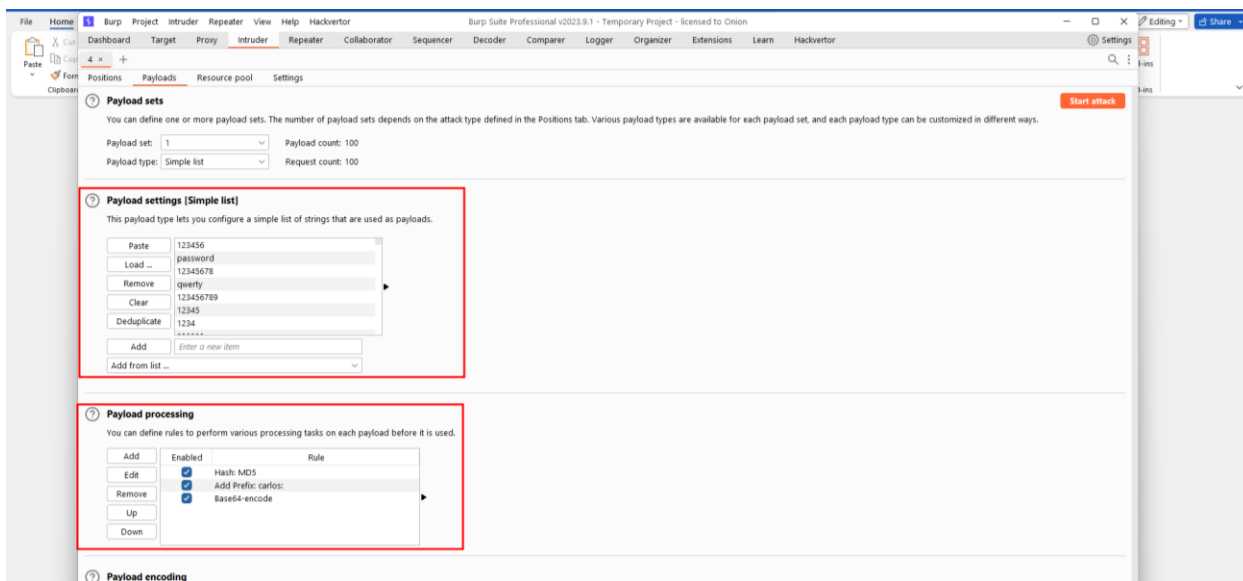 File Home Burp Project Intruder Repeater View Help Hackvertor Burp Suite Professional v2023.9.1 - Temporary Project - licensed to Onion Editing Share
Dashboard Target Proxy Intruder Repeater Collaborator Sequencer Decoder Comparer Logger Organizer Extensions Learn Hackvertor Settings
Paste
4 × +
Positions Payloads Resource pool Settings
Payload sets Start attack
You can define one or more payload sets. The number of payload sets depends on the attack type defined in the Positions tab. Various payload types are available for each payload set, and each payload type can be customized in different ways.
Payload set: 1 Payload count: 100
Payload type: Simple list Request count: 100
Payload settings [Simple list]
This payload type lets you configure a simple list of strings that are used as payloads.
Paste 123456
password
Load ... 12345678
Remove qwerty
Clear 123456789
12345
Deduplicate 1234
Add Enter a new item
Add from list ...
Payload processing
You can define rules to perform various processing tasks on each payload before it is used.
Add Enabled Rule
Edit Hash: MD5
Add Prefix: carlos:
Remove Base64-encode
Up
Down
Payload encoding